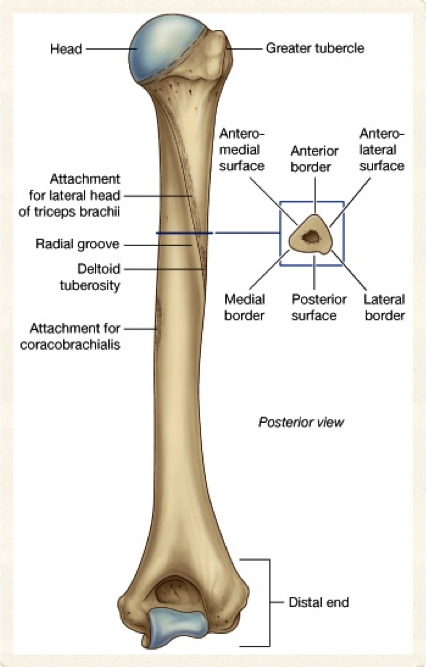 Head
Greater tubercle
Antero-
medial
surface
Anterior
border
Antero-
lateral
surface
Attachment
for lateral head
of triceps brachii
Radial groove
Deltoid
tuberosity
Medial
border
Posterior
surface
Lateral
border
Attachment for
coracobrachialis
Posterior view
Distal end